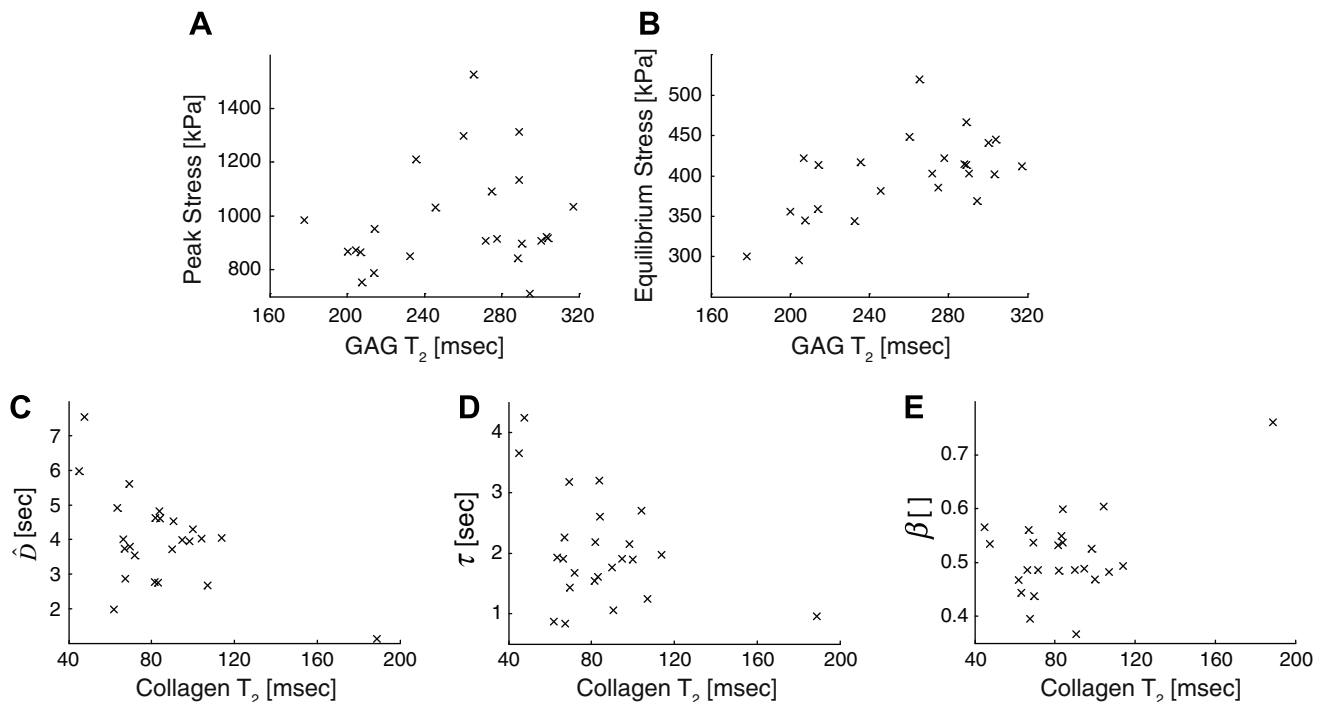 A
B
Peak Stress [kPa]
1400
1200
1000
800
160 200 240 280 320
GAG T₂ [msec]
Equilibrium Stress [kPa]
500
450
400
350
300
160 200 240 280 320
GAG T₂ [msec]
C
D
E
D̂ [sec]
7
6
5
4
3
2
40 80 120 160 200
Collagen T₂ [msec]
τ [sec]
4
3
2
1
40 80 120 160 200
Collagen T₂ [msec]
β [ ]
0.7
0.6
0.5
0.4
40 80 120 160 200
Collagen T₂ [msec]